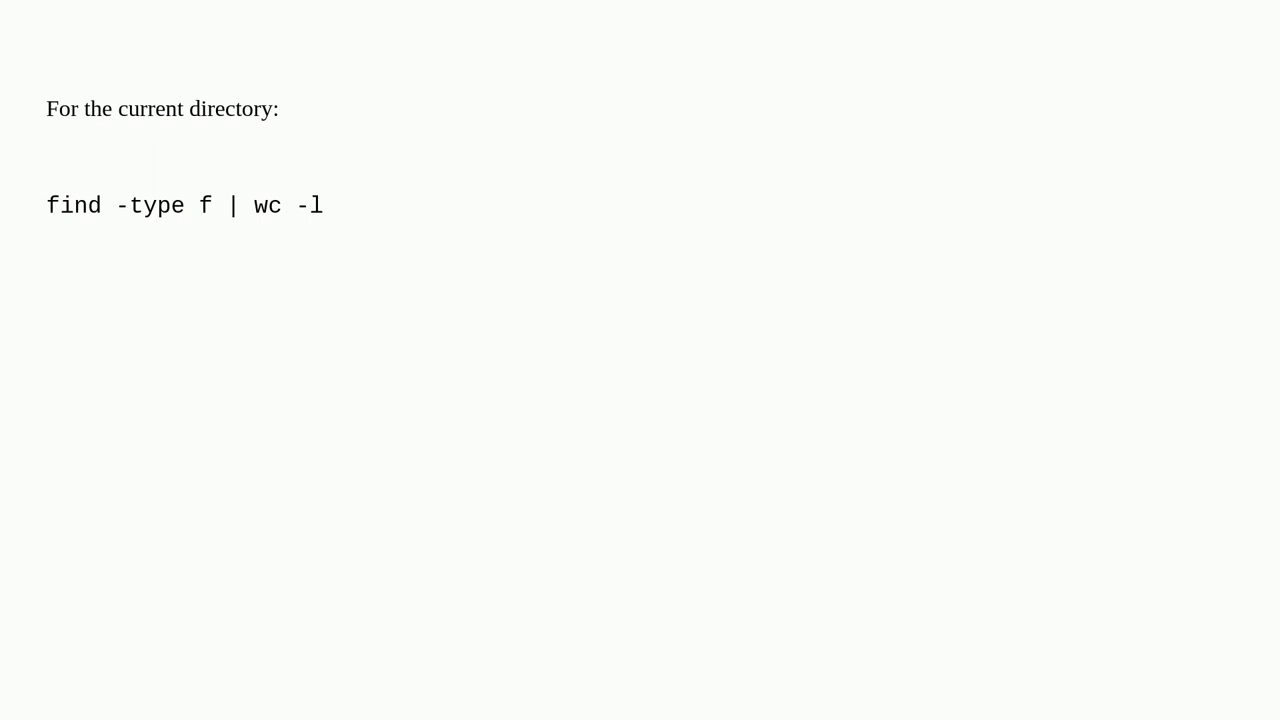 For the current directory:
find -type f | wc -l